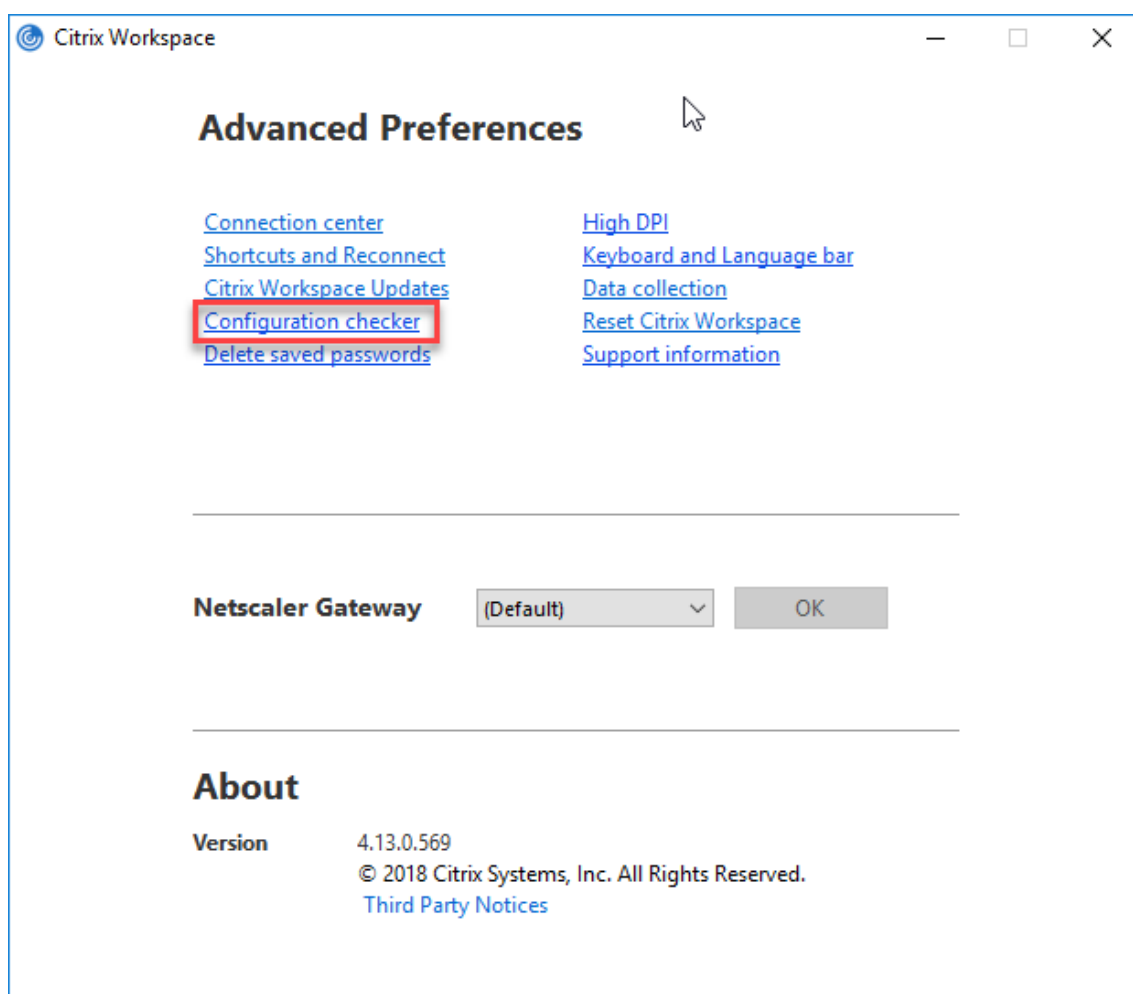 Citrix Workspace
Advanced Preferences
Connection center
Shortcuts and Reconnect
Citrix Workspace Updates
Configuration checker
Delete saved passwords
High DPI
Keyboard and Language bar
Data collection
Reset Citrix Workspace
Support information
Netscaler Gateway (Default) OK
About
Version 4.13.0.569
© 2018 Citrix Systems, Inc. All Rights Reserved.
Third Party Notices